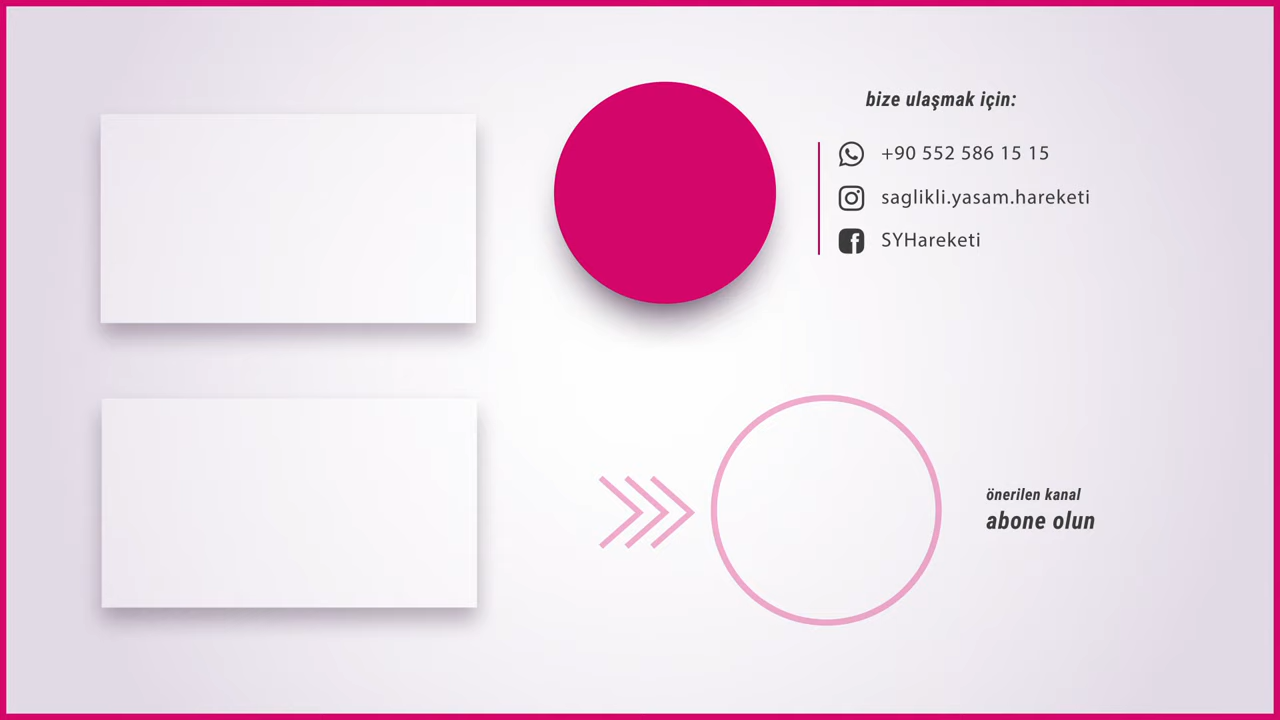 bize ulaşmak için:
+90 552 586 15 15
saglikli.yasam.hareketi
SYHareketi
önerilen kanal
abone olun